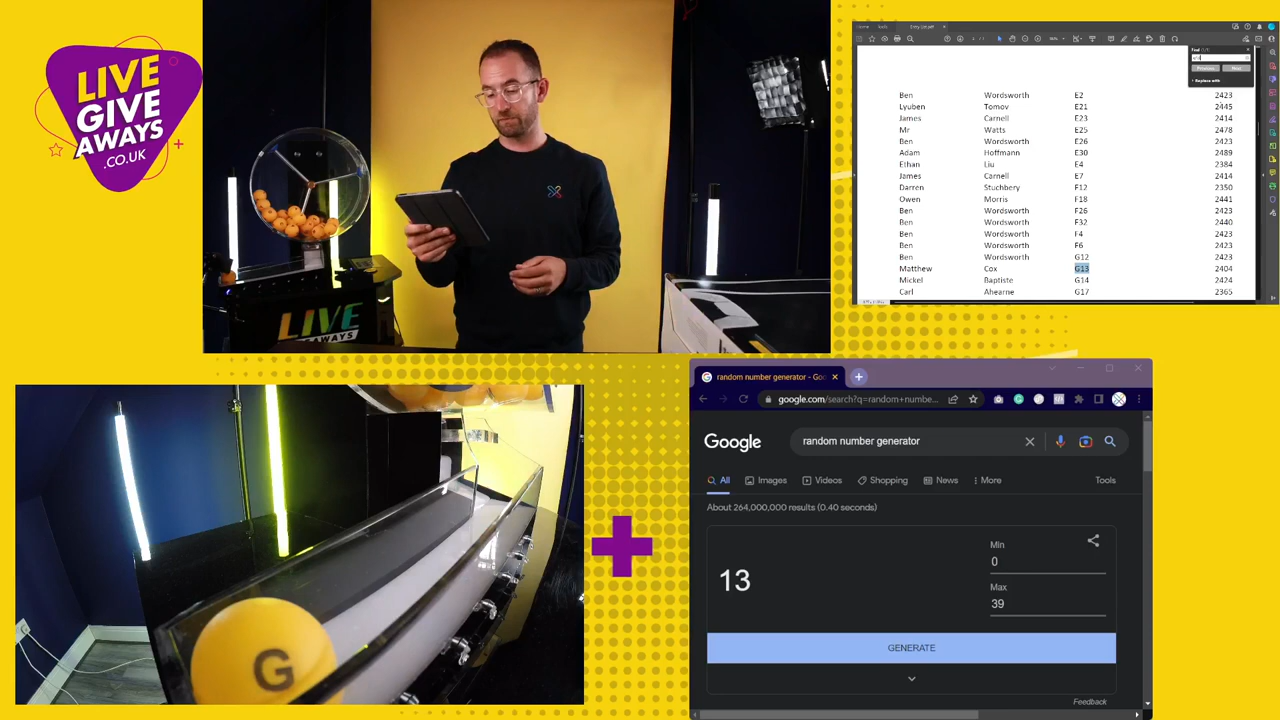 LIVE
GIVE
AWAYS
.CO.UK
LIVE
AWAYS
G
Ben Wordsworth E2 2423
Lyuben Tomov E21 2445
James Carnell E23 2414
Mr Watts E25 2478
Ben Wordsworth E26 2423
Adam Hoffmann E30 2489
Ethan Liu E4 2384
James Carnell E7 2414
Darren Stuchbery F12 2350
Owen Morris F18 2441
Ben Wordsworth F26 2423
Ben Wordsworth F32 2440
Ben Wordsworth F4 2423
Ben Wordsworth F6 2423
Ben Wordsworth G12 2423
Matthew Cox G13 2404
Mickel Baptiste G14 2424
Carl Ahearne G17 2365
random number generator - Goo
google.com/search?q=random+numbe...
Google
random number generator
All Images Videos Shopping News More Tools
About 264,000,000 results (0.40 seconds)
13
Min
0
Max
39
GENERATE
Feedback